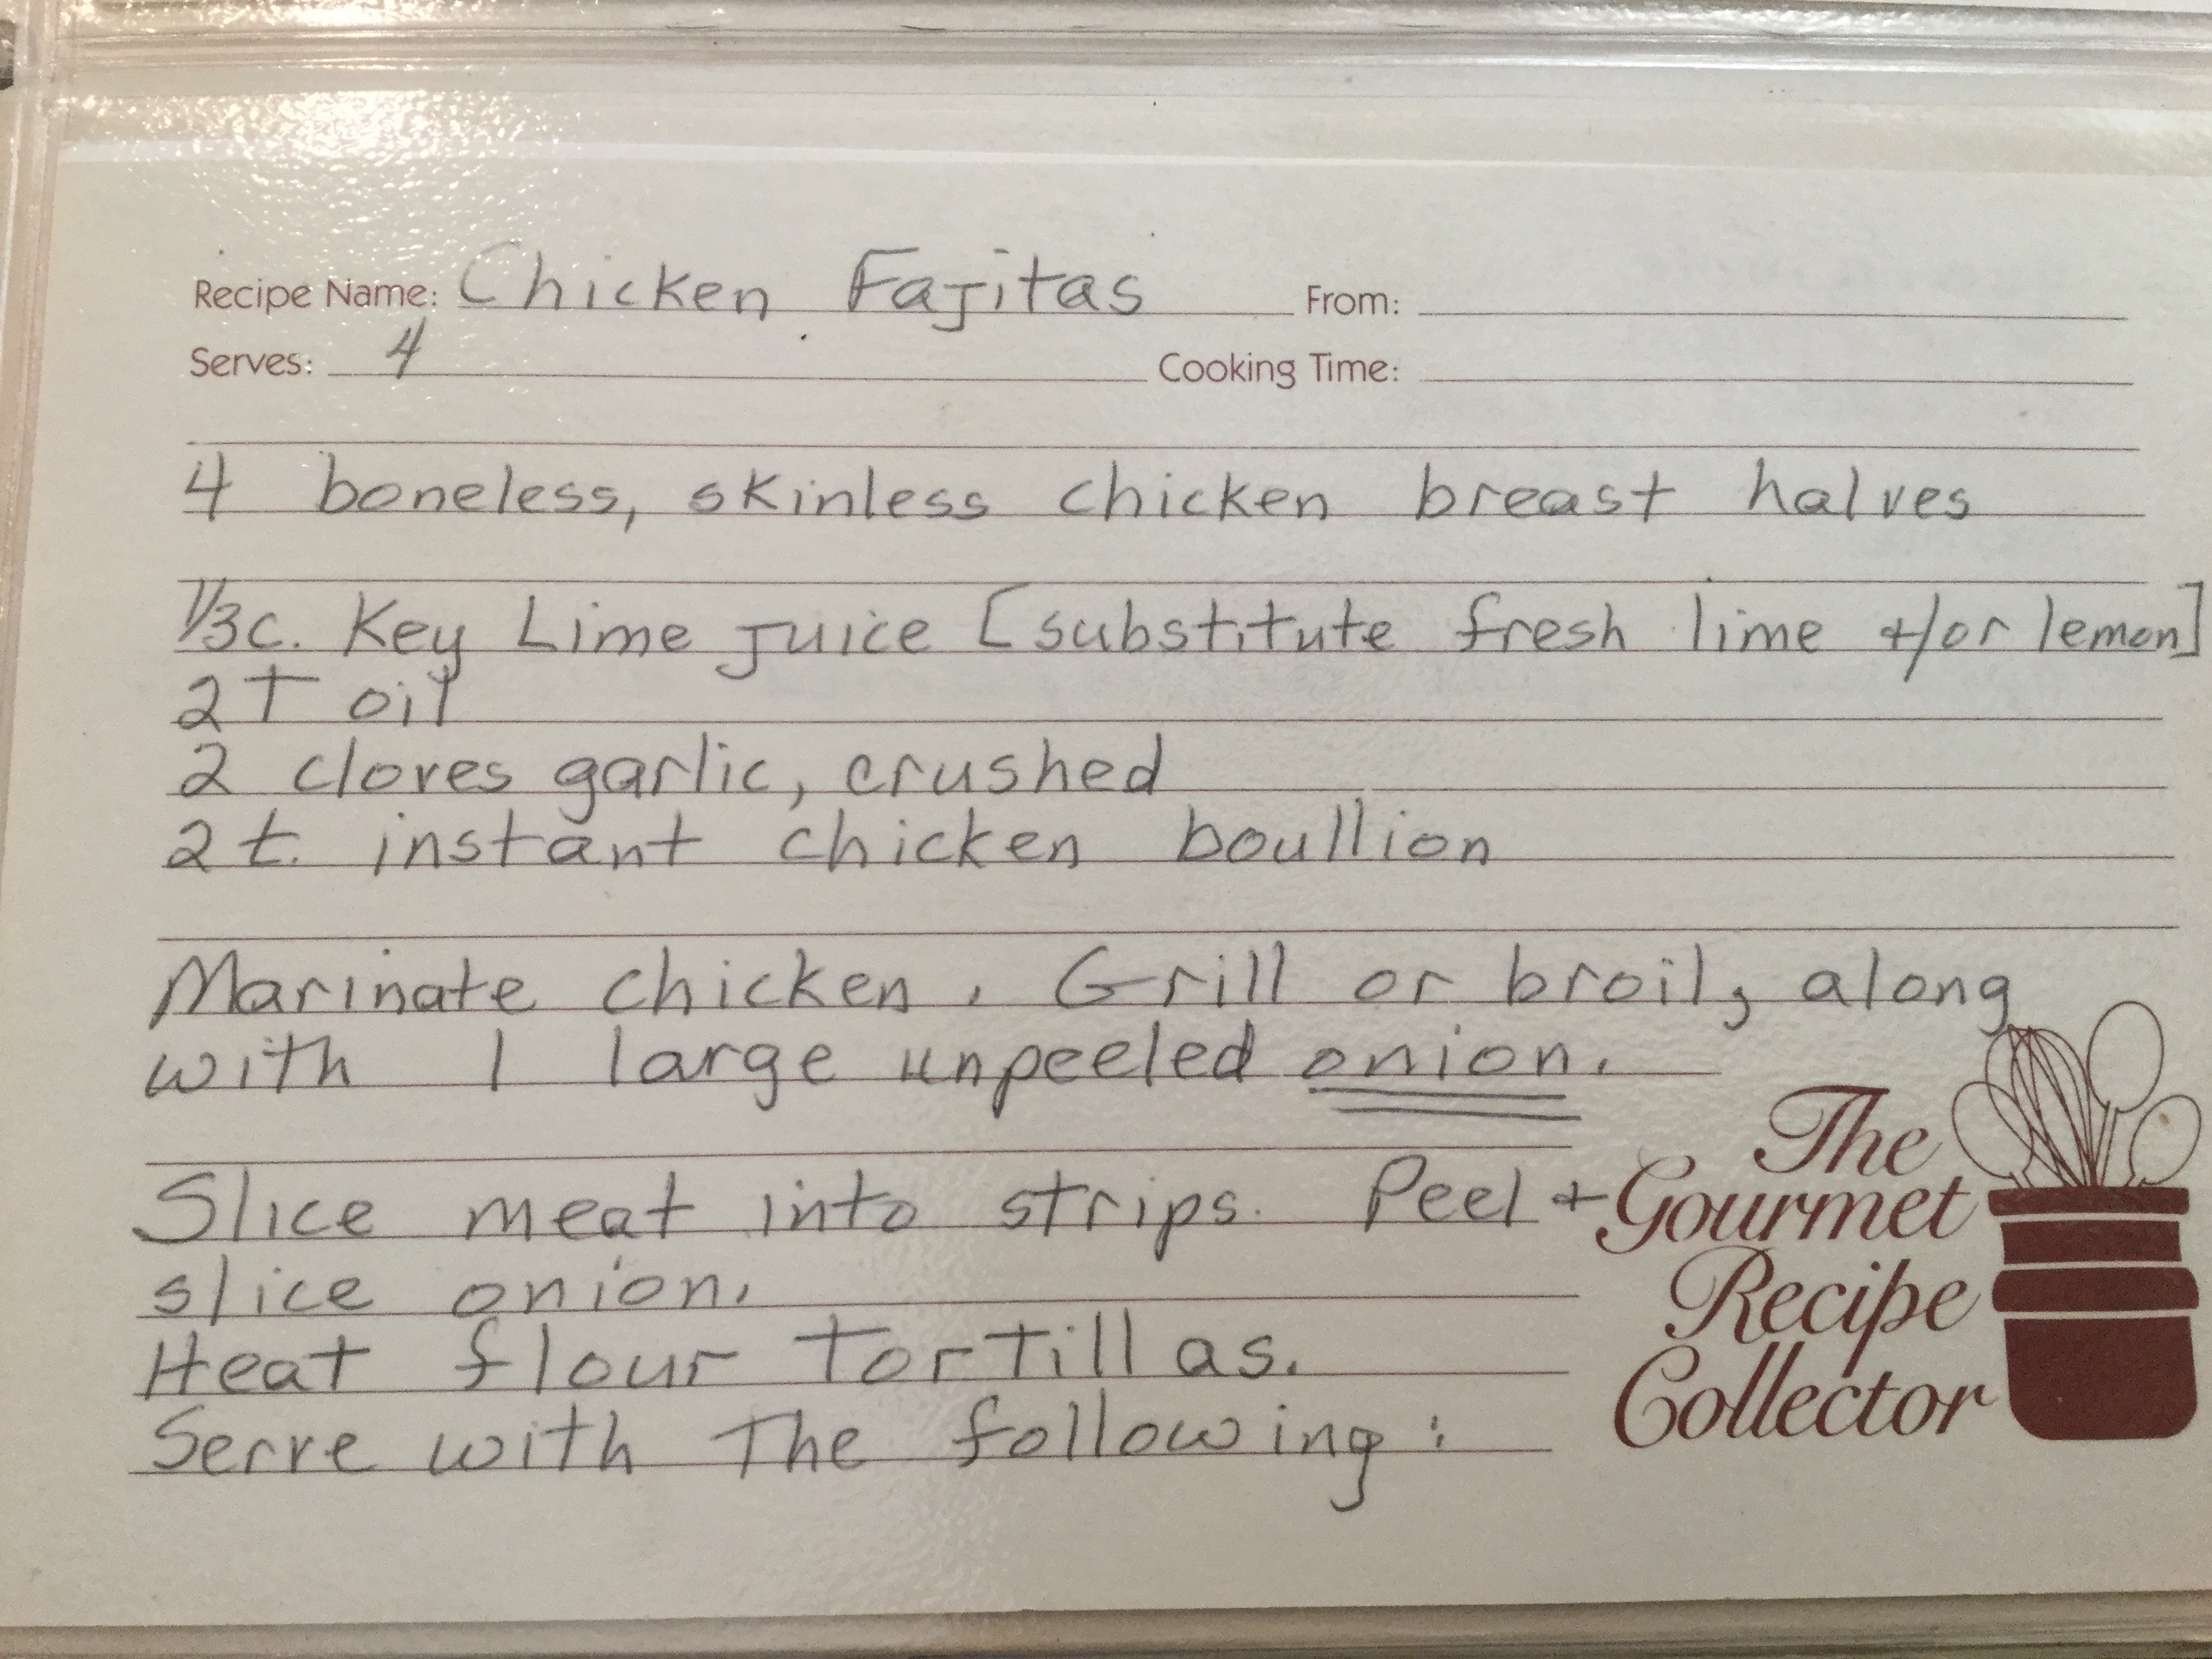 Recipe Name: Chicken Fajitas From:
Serves: 4 Cooking Time:
4 boneless, skinless chicken breast halves
1/3 c. Key Lime juice [substitute fresh lime +/or lemon]
2 T oil
2 cloves garlic, crushed
2 t. instant chicken boullion
Marinate chicken. Grill or broil, along
with 1 large unpeeled onion.
Slice meat into strips. Peel +
slice onion.
Heat flour Tortillas.
Serve with The following:
The
Gourmet
Recipe
Collector